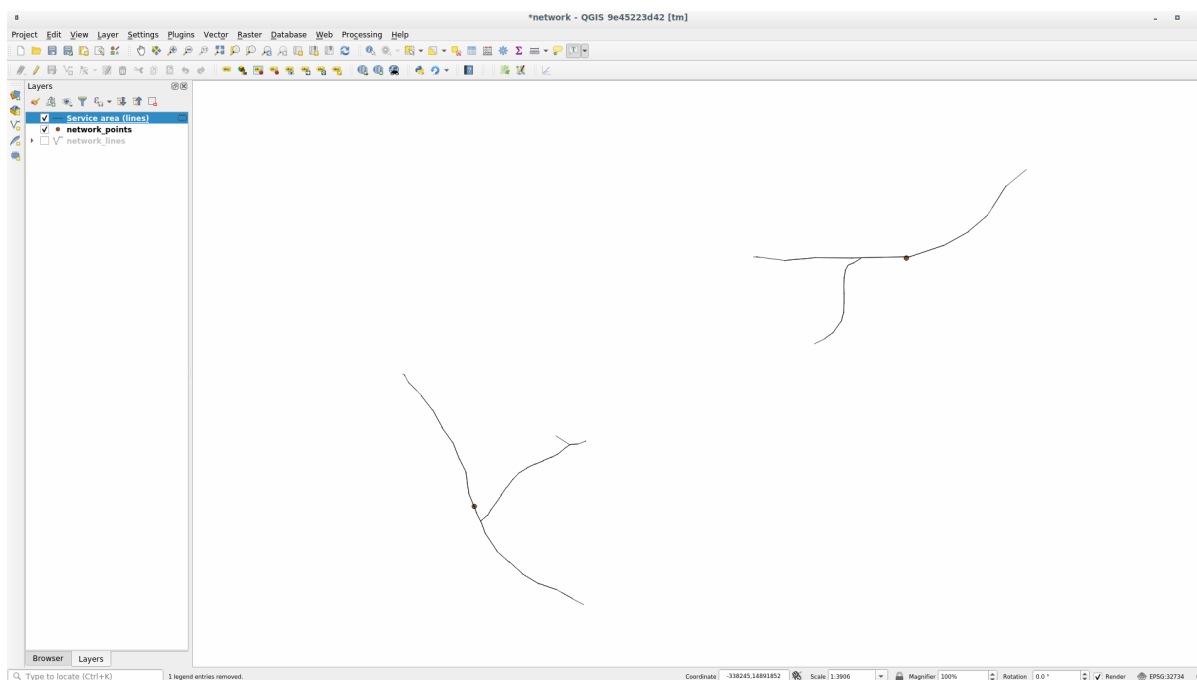 *network - QGIS 9e45223d42 [tm]
Project Edit View Layer Settings Plugins Vector Raster Database Web Processing Help
Layers
Service area (lines)
network_points
network_lines
Browser Layers
Type to locate (Ctrl+K) 1 legend entries removed. Coordinate -338245,14891852 Scale 1:3906 Magnifier 100% Rotation 0.0 ° Render EPSG:32734